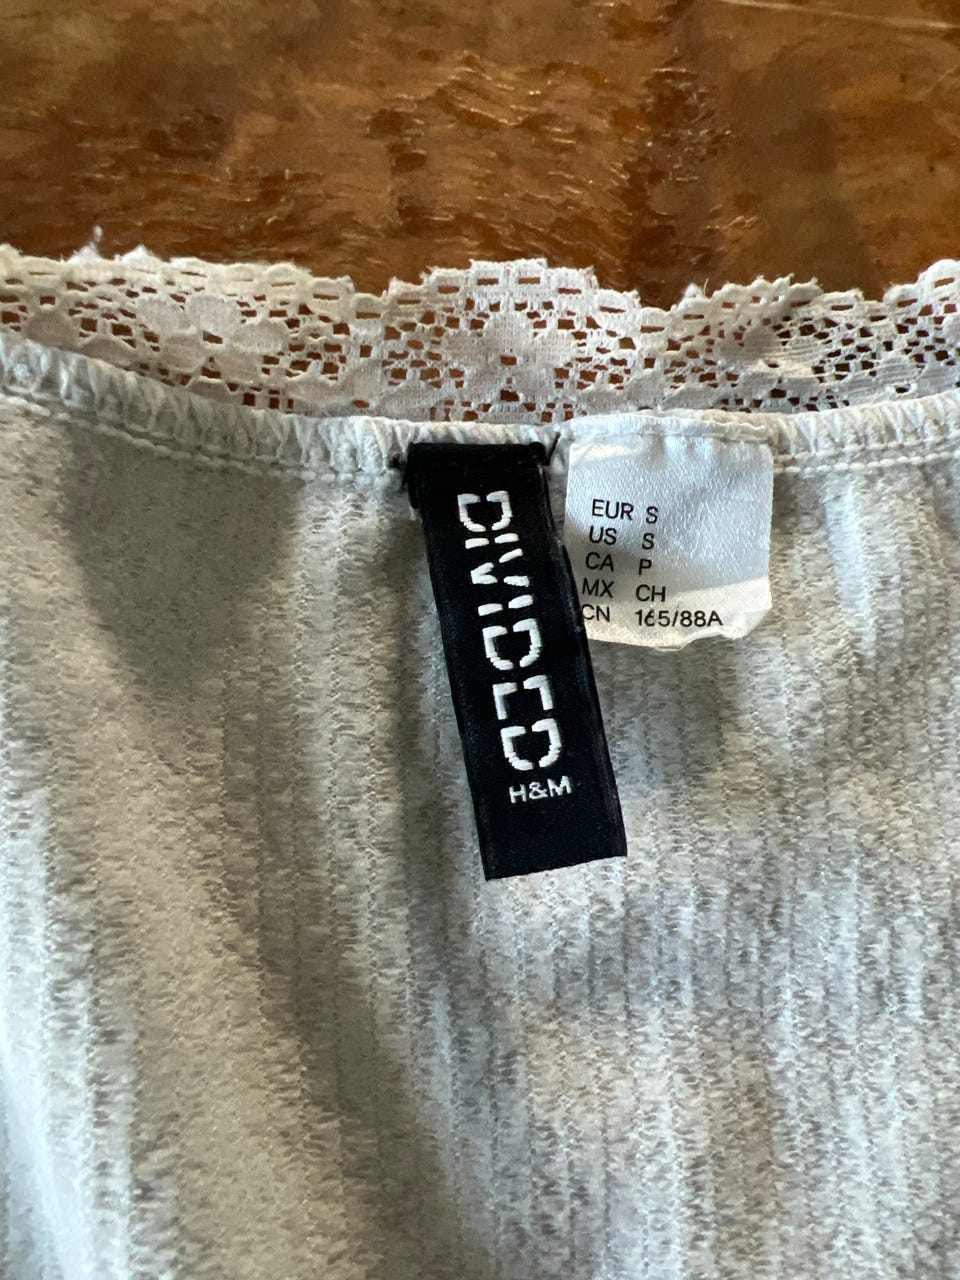 DIVIDED
H&M
EUR S
US S
CA P
MX CH
CN 165/88A